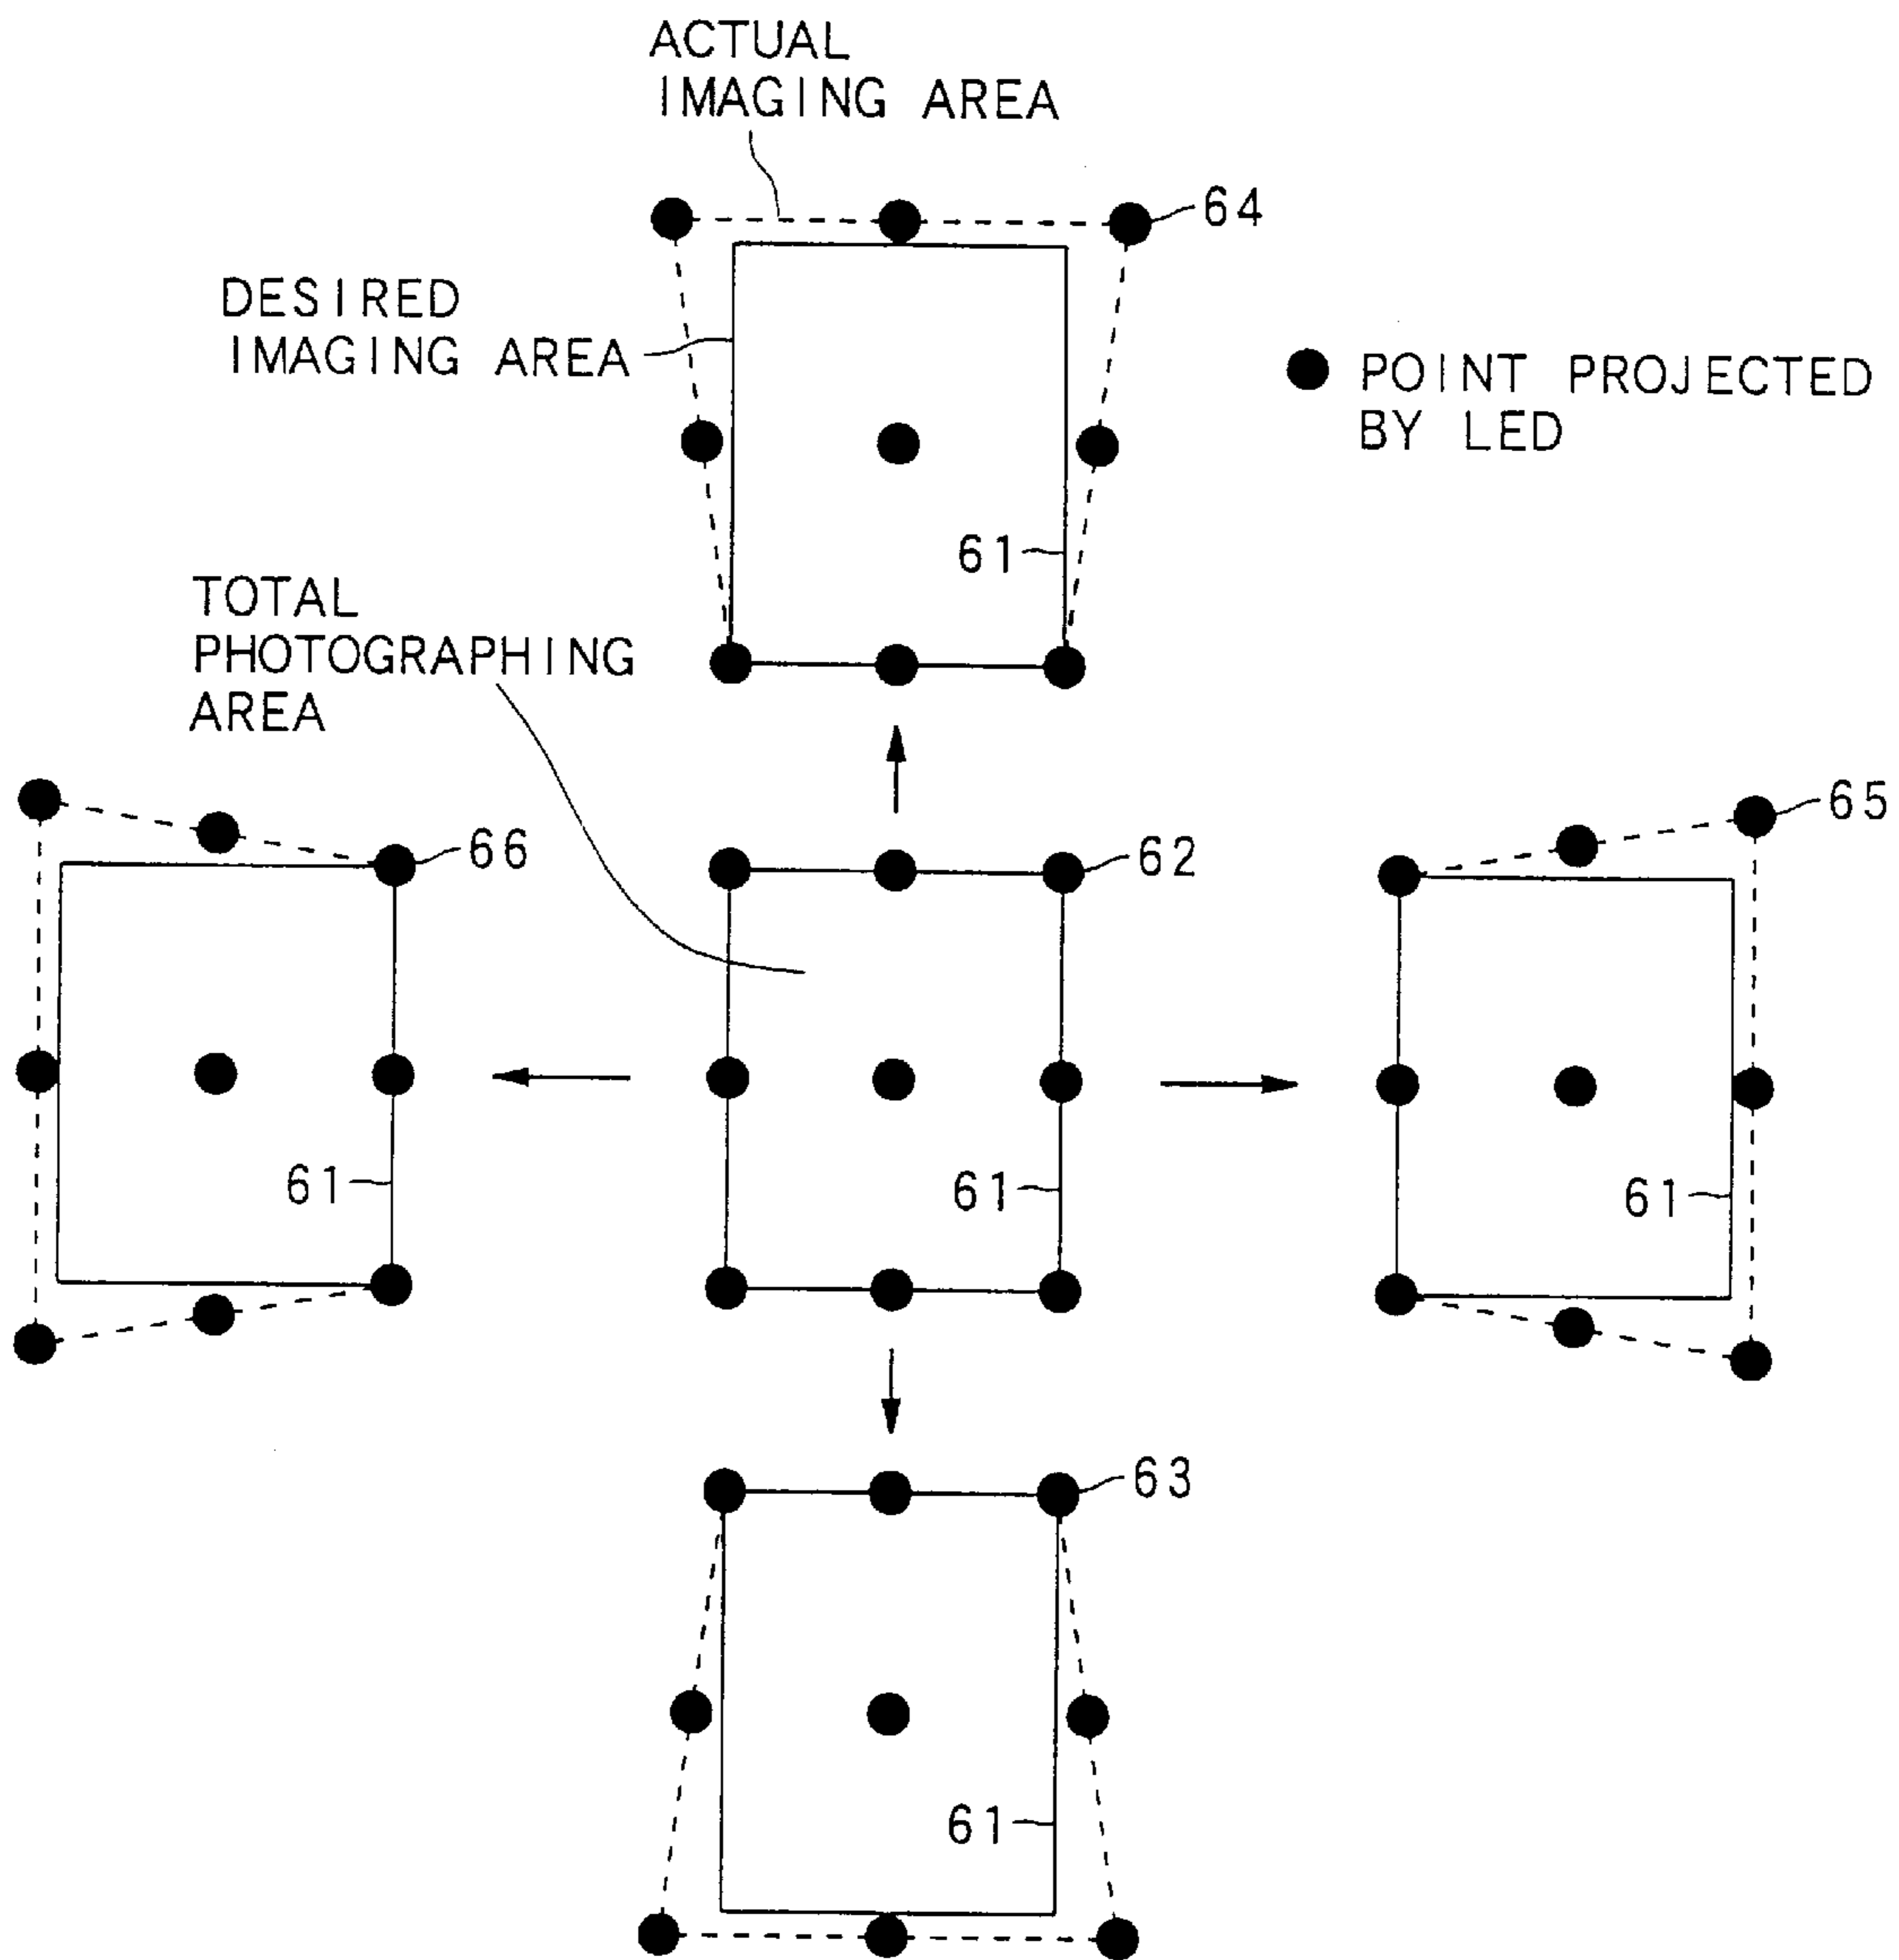 ACTUAL
IMAGING AREA
64
DESIRED
IMAGING AREA
POINT PROJECTED
BY LED
61
TOTAL
PHOTOGRAPHING
AREA
65
66
62
61
61
61
63
61